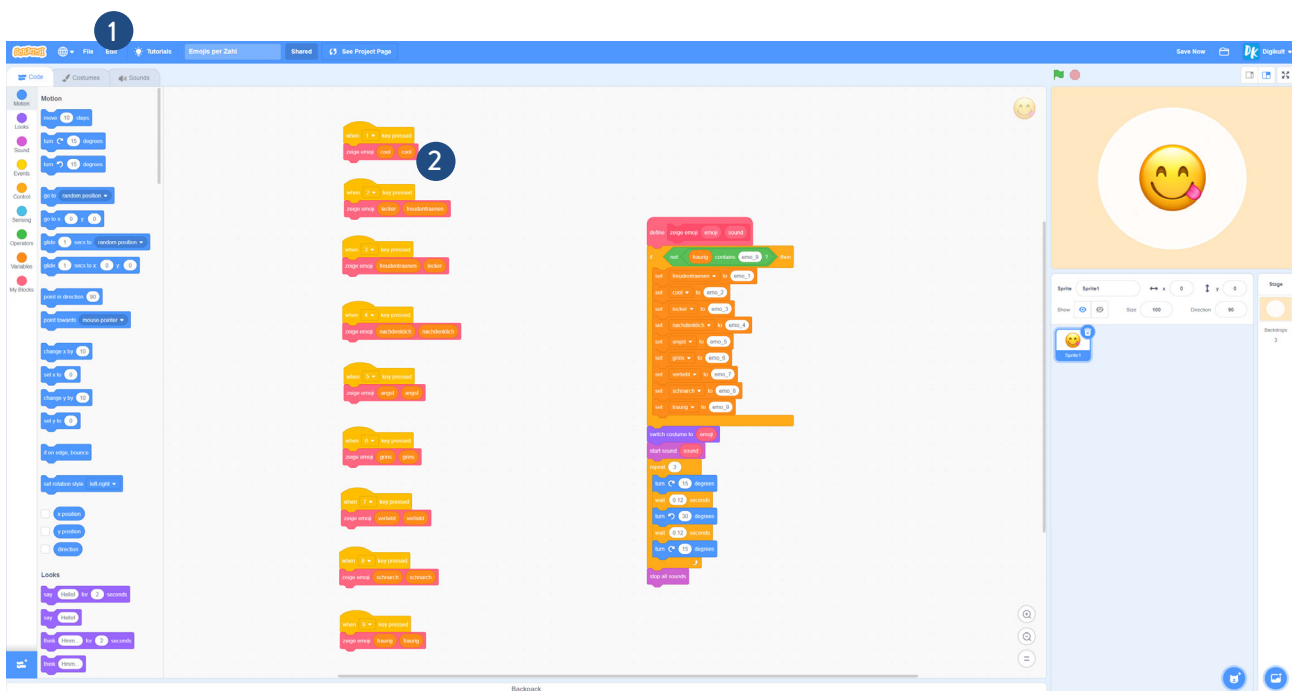 1
SCRATCH File Edit Tutorials Emojis per Zahl Shared See Project Page Save Now DK Digikult
Code Costumes Sounds
Motion
Looks
Sound
Events
Control
Sensing
Operators
Variables
My Blocks
Motion
move 10 steps
turn 15 degrees
turn 15 degrees
go to random position
go to x: 0 y: 0
glide 1 secs to random position
glide 1 secs to x: 0 y: 0
point in direction 90
point towards mouse-pointer
change x by 10
set x to 0
change y by 10
set y to 0
if on edge, bounce
set rotation style left-right
x position
y position
direction
Looks
say Hello! for 2 seconds
say Hello!
think Hmm... for 2 seconds
think Hmm...
when 1 key pressed
zeige emoji cool cool
2
when 2 key pressed
zeige emoji lecker freudentraenen
when 3 key pressed
zeige emoji freudentraenen lecker
when 4 key pressed
zeige emoji nachdenklich nachdenklich
when 5 key pressed
zeige emoji angst angst
when 6 key pressed
zeige emoji grins grins
when 7 key pressed
zeige emoji verliebt verliebt
when 8 key pressed
zeige emoji schnarch schnarch
when 9 key pressed
zeige emoji traurig traurig
define zeige emoji emoji sound
if not traurig contains emo_9 ? then
set freudentraenen to emo_1
set cool to emo_2
set lecker to emo_3
set nachdenklich to emo_4
set angst to emo_5
set grins to emo_6
set verliebt to emo_7
set schnarch to emo_8
set traurig to emo_9
switch costume to emoji
start sound sound
repeat 3
turn 15 degrees
wait 0.12 seconds
turn 30 degrees
wait 0.12 seconds
turn 15 degrees
stop all sounds
Backpack
Sprite Sprite1 x 0 y 0
Show Size 100 Direction 90
Sprite1
Stage
Backdrops
3